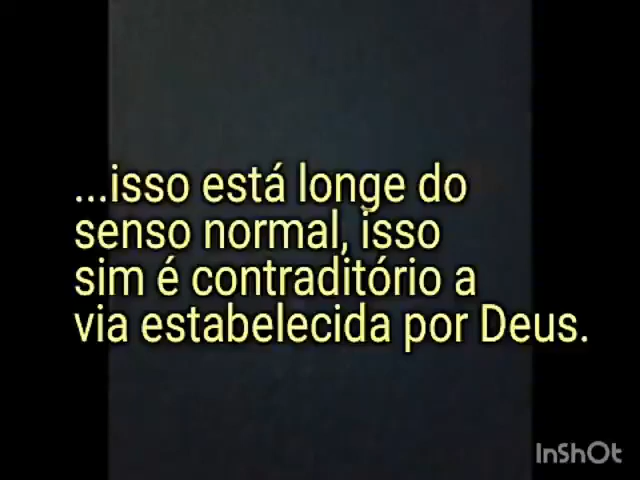 ...isso está longe do
senso normal, isso
sim é contraditório a
via estabelecida por Deus.
InShOt